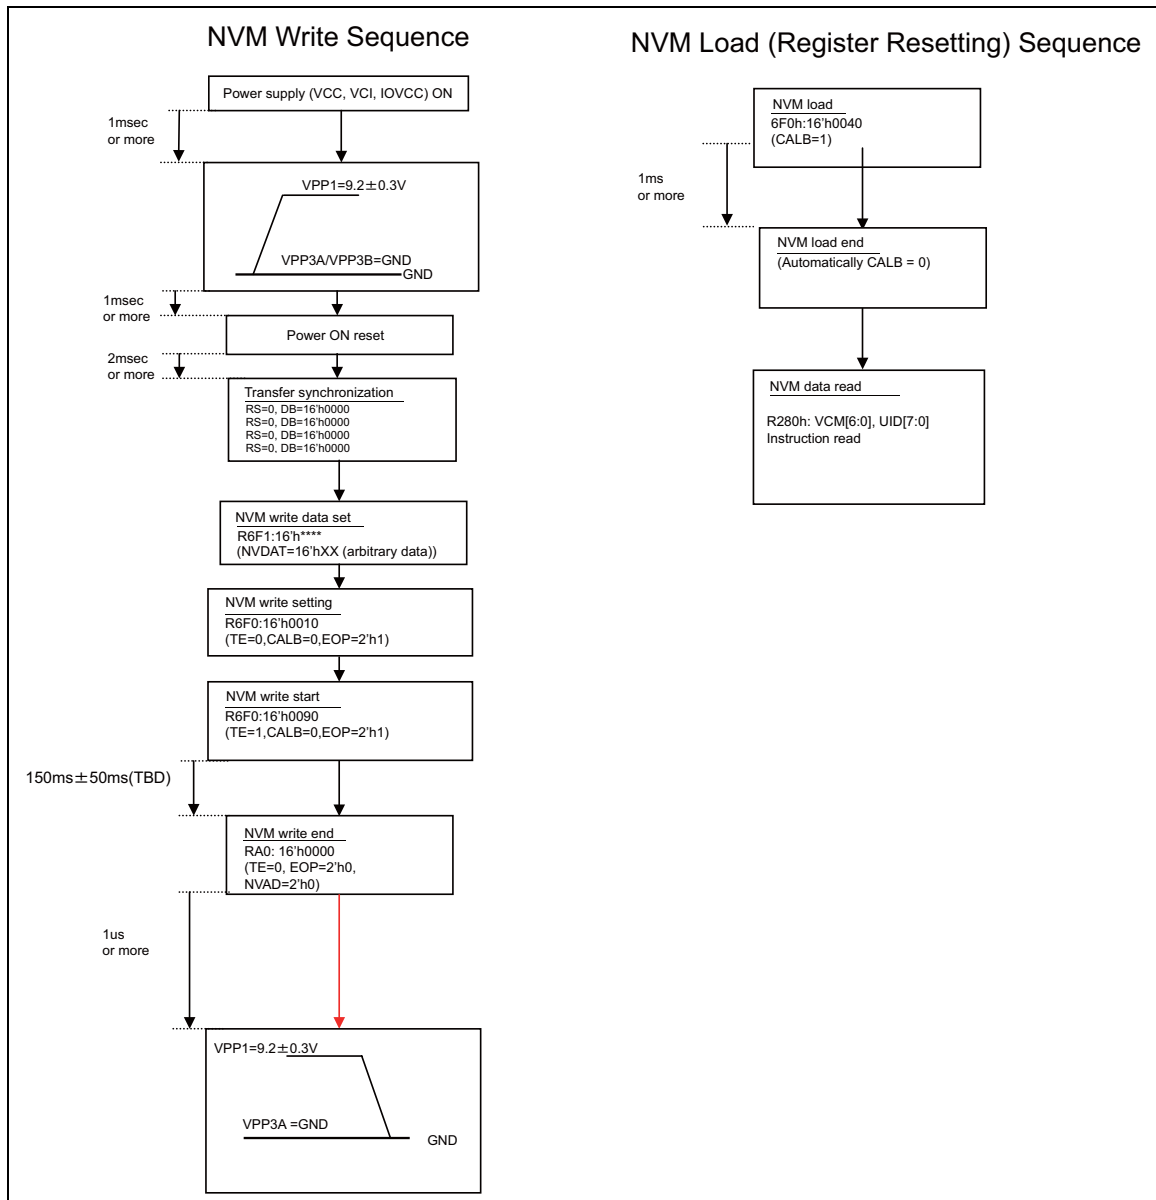 NVM Write Sequence
Power supply (VCC, VCI, IOVCC) ON
1msec
or more
VPP1=9.2±0.3V
VPP3A/VPP3B=GND
GND
1msec
or more
Power ON reset
2msec
or more
Transfer synchronization
RS=0, DB=16'h0000
RS=0, DB=16'h0000
RS=0, DB=16'h0000
RS=0, DB=16'h0000
NVM write data set
R6F1:16'h****
(NVDAT=16'hXX (arbitrary data))
NVM write setting
R6F0:16'h0010
(TE=0,CALB=0,EOP=2'h1)
NVM write start
R6F0:16'h0090
(TE=1,CALB=0,EOP=2'h1)
150ms±50ms(TBD)
NVM write end
RA0: 16'h0000
(TE=0, EOP=2'h0,
NVAD=2'h0)
1us
or more
VPP1=9.2±0.3V
VPP3A =GND
GND
NVM Load (Register Resetting) Sequence
NVM load
6F0h:16'h0040
(CALB=1)
1ms
or more
NVM load end
(Automatically CALB = 0)
NVM data read
R280h: VCM[6:0], UID[7:0]
Instruction read